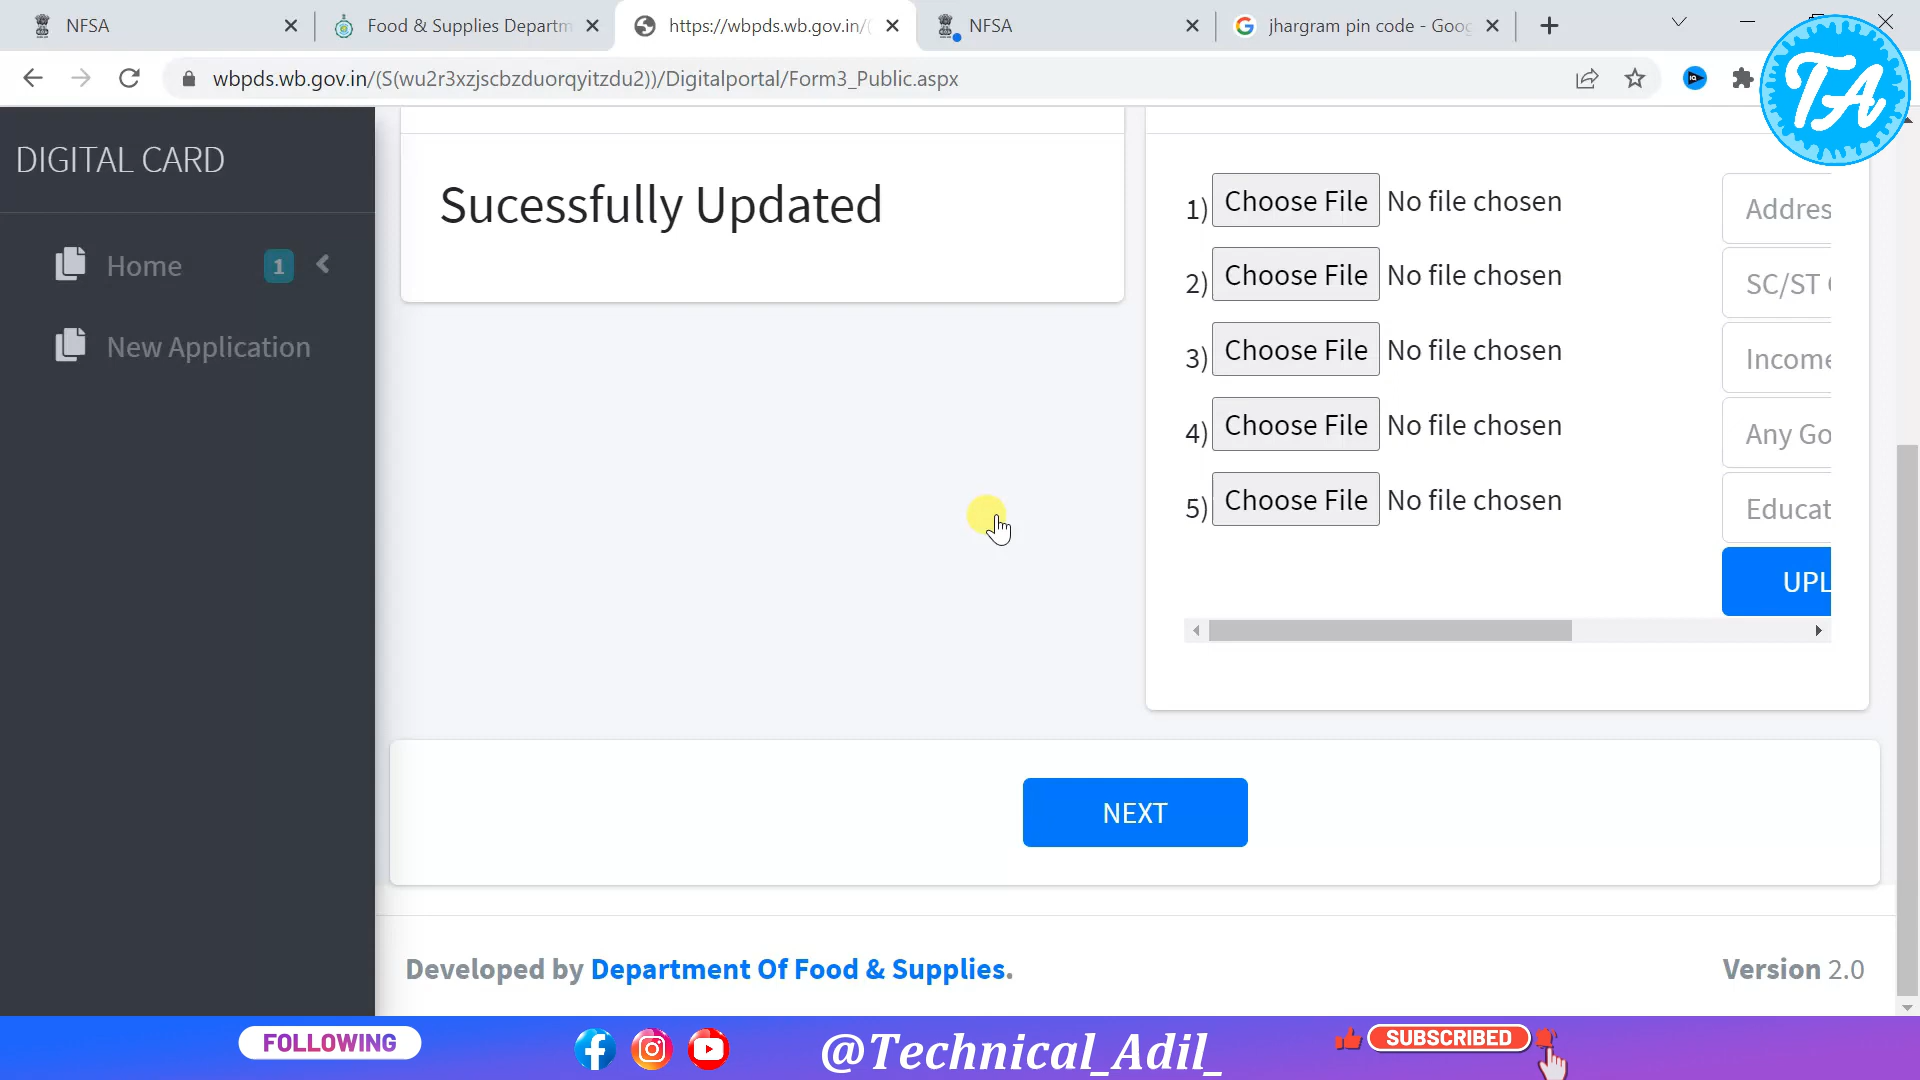 NFSA
Food & Supplies Departm
https://wbpds.wb.gov.in/(
NFSA
jhargram pin code - Goog
wbpds.wb.gov.in/(S(wu2r3xzjscbzduorqyitzdu2))/Digitalportal/Form3_Public.aspx
TA
DIGITAL CARD
Home 1
New Application
Sucessfully Updated
1) Choose File No file chosen Addres
2) Choose File No file chosen SC/ST
3) Choose File No file chosen Income
4) Choose File No file chosen Any Go
5) Choose File No file chosen Educat
UPL
NEXT
Developed by Department Of Food & Supplies.
Version 2.0
FOLLOWING
@Technical_Adil_
SUBSCRIBED